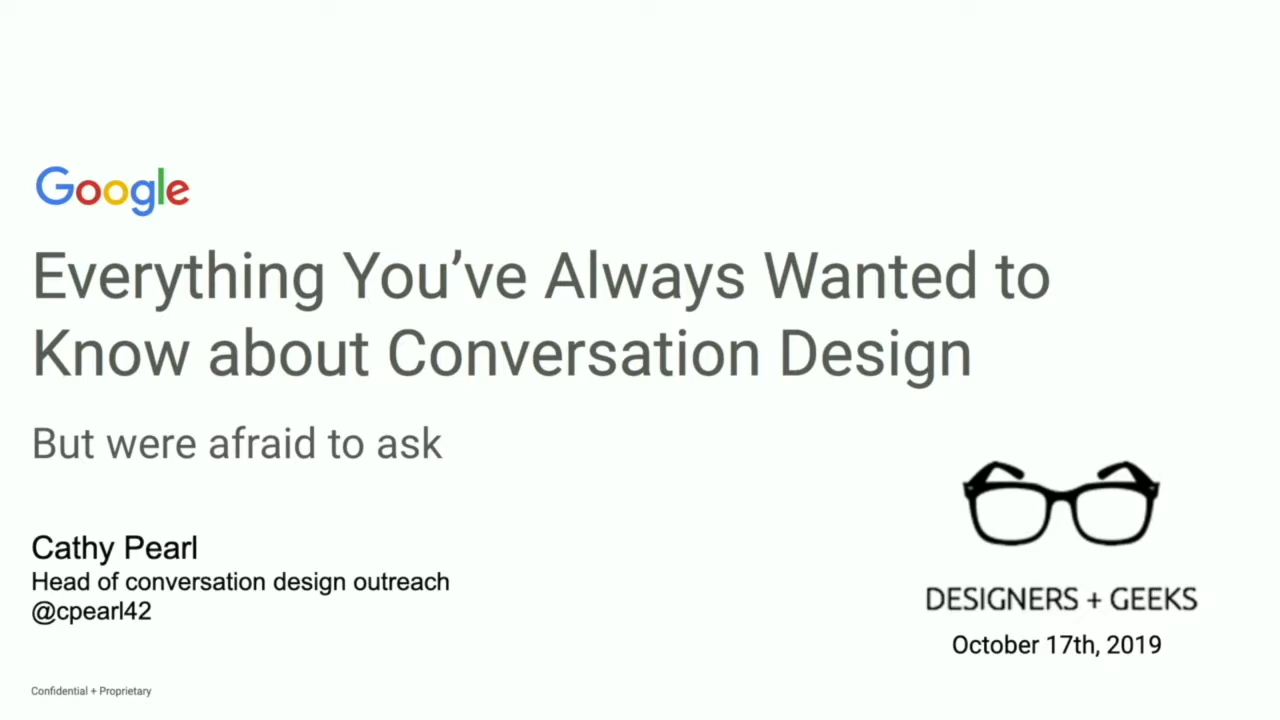 Google
Everything You’ve Always Wanted to
Know about Conversation Design
But were afraid to ask
Cathy Pearl
Head of conversation design outreach
@cpearl42
DESIGNERS + GEEKS
October 17th, 2019
Confidential + Proprietary